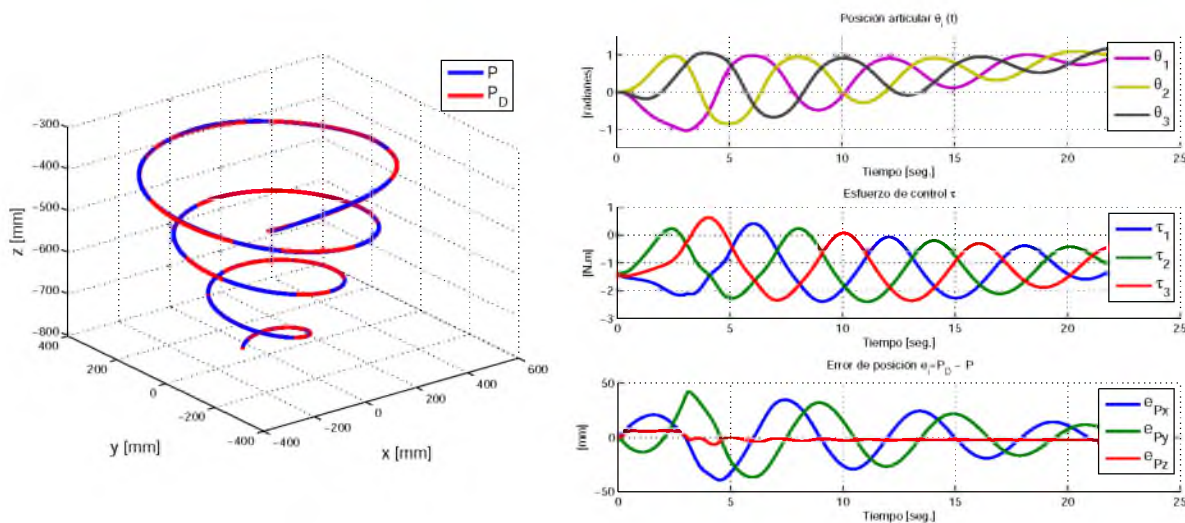 P
P_D
z [mm]
-300
-400
-500
-600
-700
-800
400
200
0
-200
-400
y [mm]
-400
-200
0
200
400
600
x [mm]
Posición articular θ_i (t)
[radianes]
1
0
-1
0 5 10 15 20 25
Tiempo [seg.]
θ_1
θ_2
θ_3
Esfuerzo de control τ
[N.m]
1
0
-1
-2
-3
0 5 10 15 20 25
Tiempo [seg.]
τ_1
τ_2
τ_3
Error de posición e_i=P_D - P
[mm]
50
0
-50
0 5 10 15 20 25
Tiempo [seg.]
e_Px
e_Py
e_Pz